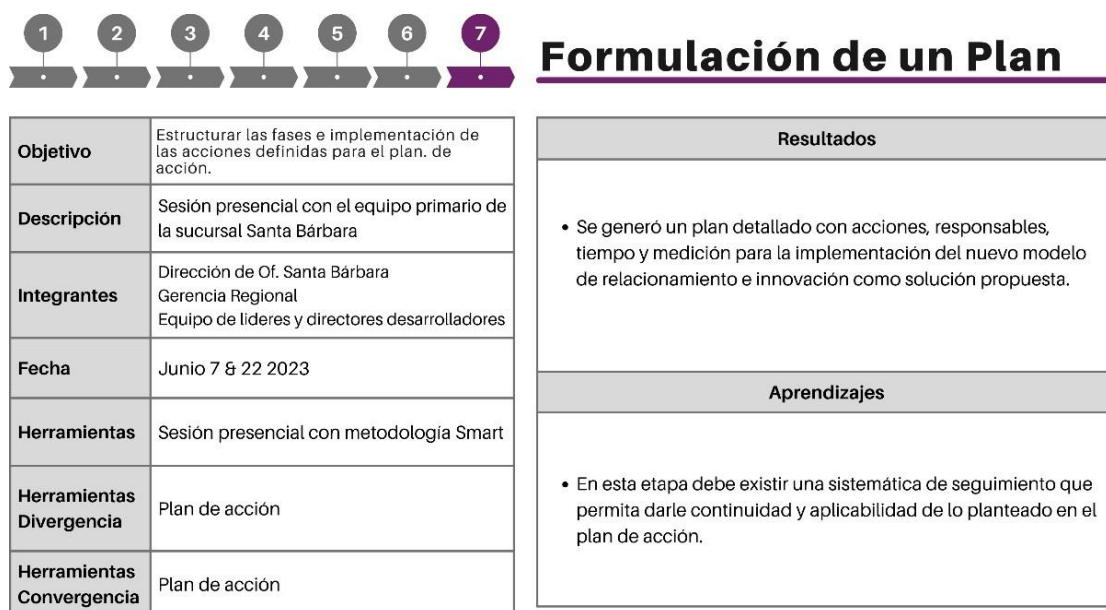 1 2 3 4 5 6 7
Formulación de un Plan
Objetivo
Estructurar las fases e implementación de
las acciones definidas para el plan. de
acción.
Descripción
Sesión presencial con el equipo primario de
la sucursal Santa Bárbara
Integrantes
Dirección de Of. Santa Bárbara
Gerencia Regional
Equipo de lideres y directores desarrolladores
Fecha
Junio 7 & 22 2023
Herramientas
Sesión presencial con metodología Smart
Herramientas
Divergencia
Plan de acción
Herramientas
Convergencia
Plan de acción
Resultados
• Se generó un plan detallado con acciones, responsables,
tiempo y medición para la implementación del nuevo modelo
de relacionamiento e innovación como solución propuesta.
Aprendizajes
• En esta etapa debe existir una sistemática de seguimiento que
permita darle continuidad y aplicabilidad de lo planteado en el
plan de acción.